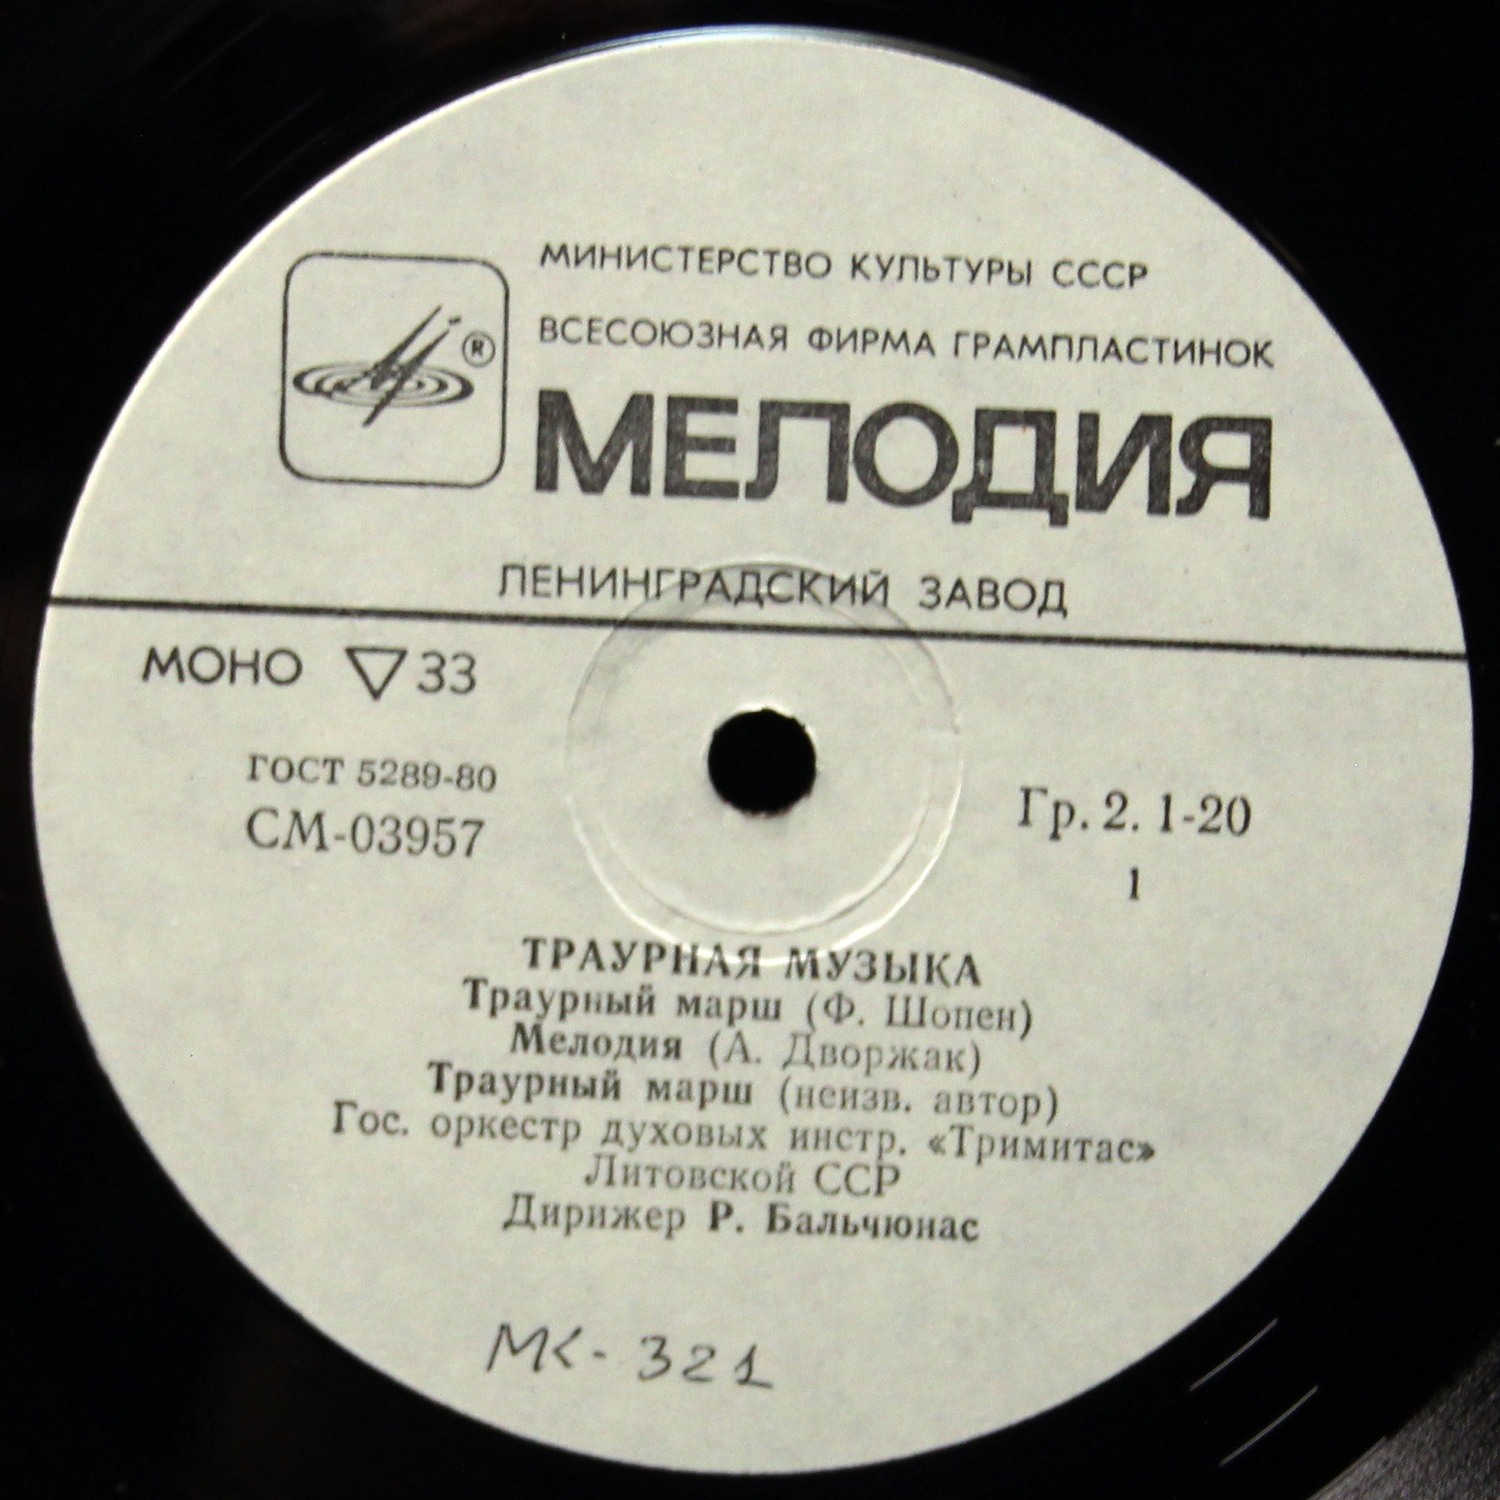 МИНИСТЕРСТВО КУЛЬТУРЫ СССР
ВСЕСОЮЗНАЯ ФИРМА ГРАМПЛАСТИНОК
®
МЕЛОДИЯ
ЛЕНИНГРАДСКИЙ ЗАВОД
МОНО ▽33
ГОСТ 5289-80
СМ-03957
Гр. 2. 1-20
1
ТРАУРНАЯ МУЗЫКА
Траурный марш (Ф. Шопен)
Мелодия (А. Дворжак)
Траурный марш (неизв. автор)
Гос. оркестр духовых инстр. «Тримитас»
Литовской ССР
Дирижер Р. Бальчюнас
МК-321